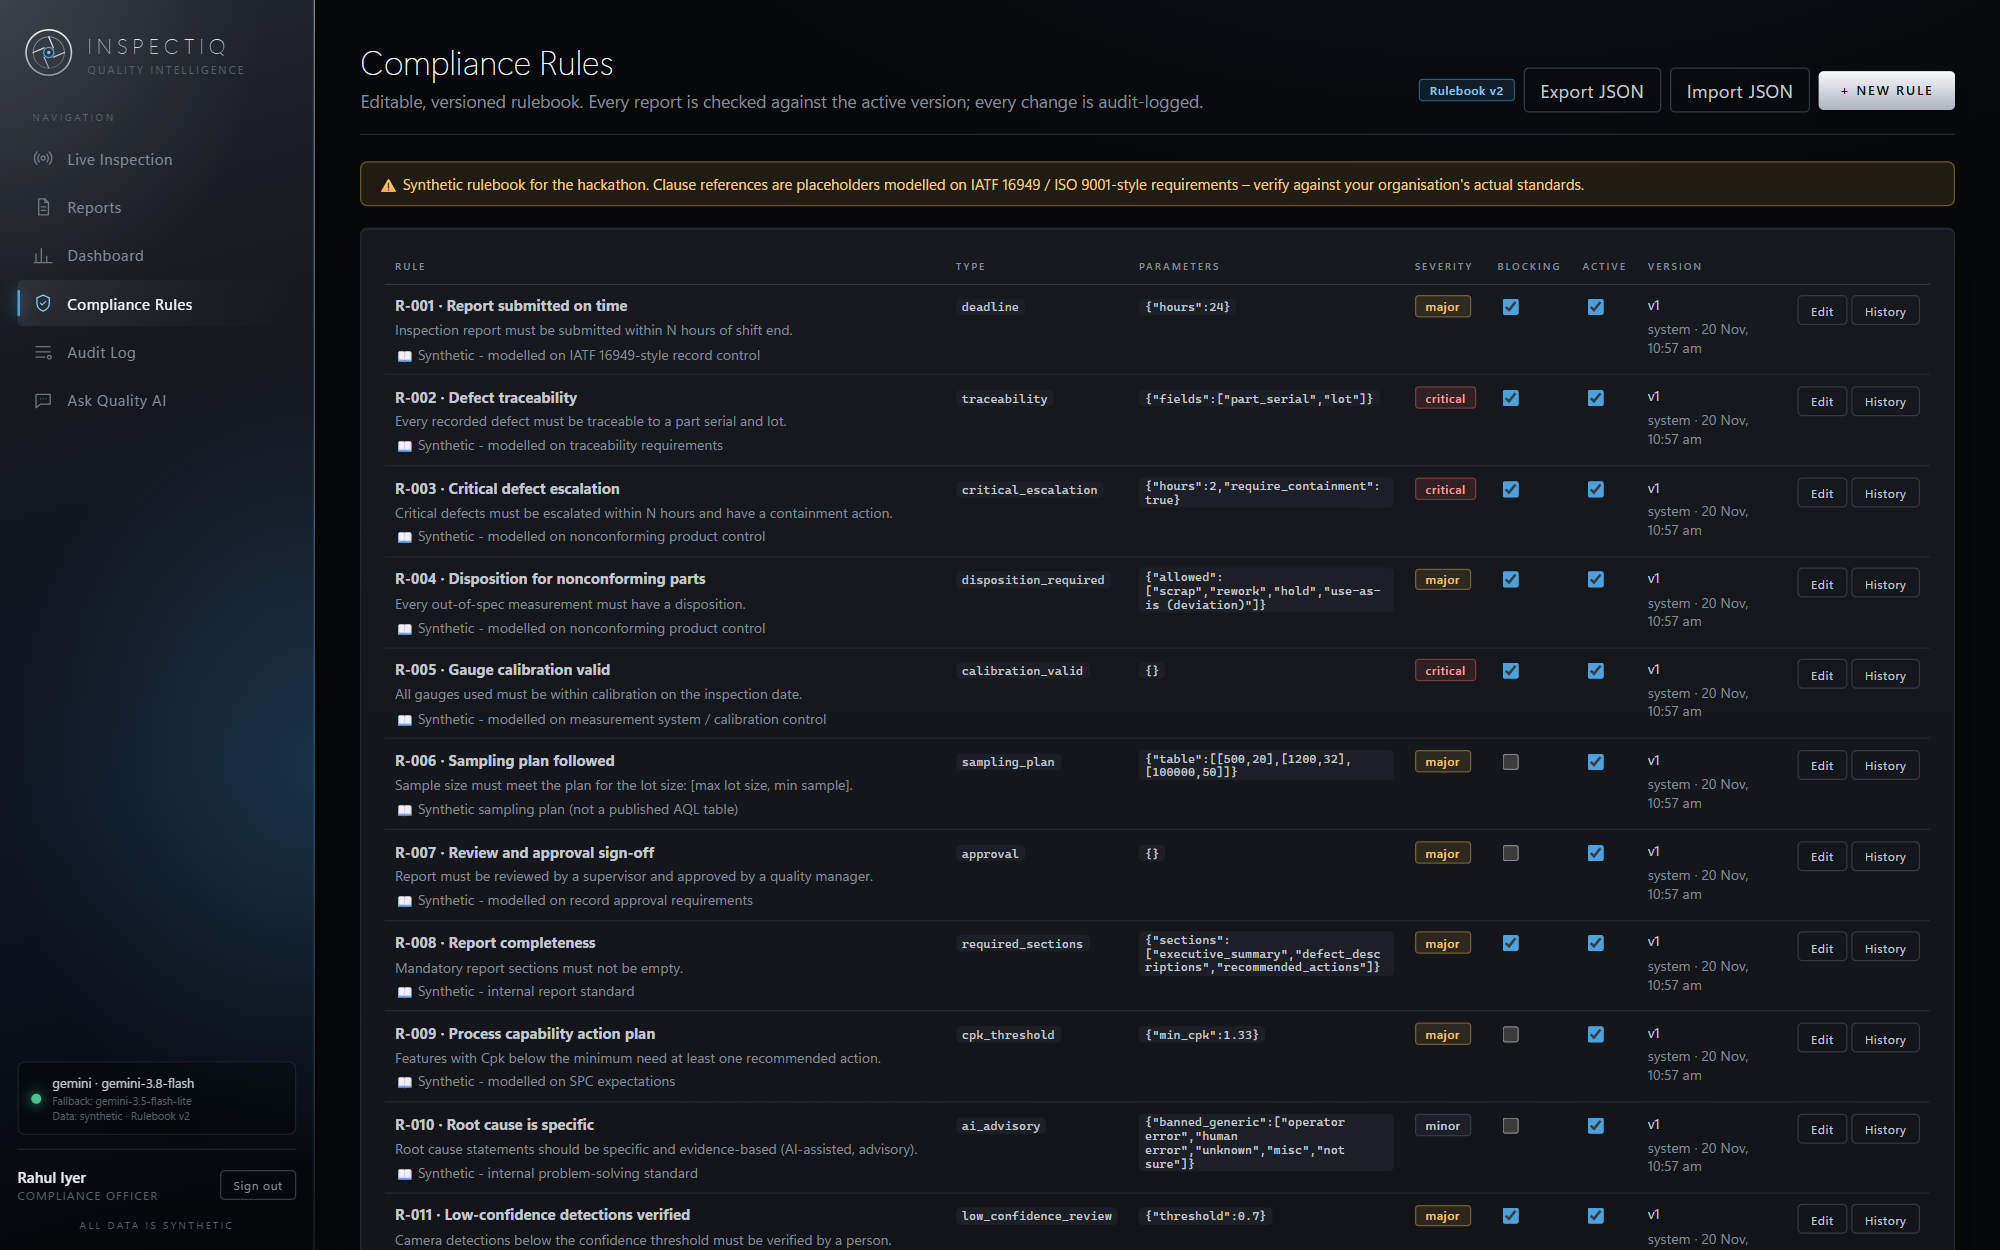 INSPECTIQ
QUALITY INTELLIGENCE
NAVIGATION
Live Inspection
Reports
Dashboard
Compliance Rules
Audit Log
Ask Quality AI
gemini · gemini-3.8-flash
Fallback: gemini-3.5-flash-lite
Data: synthetic · Rulebook v2
Rahul Iyer
COMPLIANCE OFFICER
Sign out
ALL DATA IS SYNTHETIC
Compliance Rules
Editable, versioned rulebook. Every report is checked against the active version; every change is audit-logged.
Rulebook v2
Export JSON
Import JSON
+ NEW RULE
Synthetic rulebook for the hackathon. Clause references are placeholders modelled on IATF 16949 / ISO 9001-style requirements – verify against your organisation's actual standards.
RULE TYPE PARAMETERS SEVERITY BLOCKING ACTIVE VERSION
R-001 · Report submitted on time
Inspection report must be submitted within N hours of shift end.
Synthetic - modelled on IATF 16949-style record control
deadline
{"hours":24}
major
v1
system · 20 Nov,
10:57 am
Edit
History
R-002 · Defect traceability
Every recorded defect must be traceable to a part serial and lot.
Synthetic - modelled on traceability requirements
traceability
{"fields":["part_serial","lot"]}
critical
v1
system · 20 Nov,
10:57 am
Edit
History
R-003 · Critical defect escalation
Critical defects must be escalated within N hours and have a containment action.
Synthetic - modelled on nonconforming product control
critical_escalation
{"hours":2,"require_containment":
true}
critical
v1
system · 20 Nov,
10:57 am
Edit
History
R-004 · Disposition for nonconforming parts
Every out-of-spec measurement must have a disposition.
Synthetic - modelled on nonconforming product control
disposition_required
{"allowed":
["scrap","rework","hold","use-as-
is (deviation)"]}
major
v1
system · 20 Nov,
10:57 am
Edit
History
R-005 · Gauge calibration valid
All gauges used must be within calibration on the inspection date.
Synthetic - modelled on measurement system / calibration control
calibration_valid
{}
critical
v1
system · 20 Nov,
10:57 am
Edit
History
R-006 · Sampling plan followed
Sample size must meet the plan for the lot size: [max lot size, min sample].
Synthetic sampling plan (not a published AQL table)
sampling_plan
{"table":[[500,20],[1200,32],
[100000,50]]}
major
v1
system · 20 Nov,
10:57 am
Edit
History
R-007 · Review and approval sign-off
Report must be reviewed by a supervisor and approved by a quality manager.
Synthetic - modelled on record approval requirements
approval
{}
major
v1
system · 20 Nov,
10:57 am
Edit
History
R-008 · Report completeness
Mandatory report sections must not be empty.
Synthetic - internal report standard
required_sections
{"sections":
["executive_summary","defect_desc
riptions","recommended_actions"]}
major
v1
system · 20 Nov,
10:57 am
Edit
History
R-009 · Process capability action plan
Features with Cpk below the minimum need at least one recommended action.
Synthetic - modelled on SPC expectations
cpk_threshold
{"min_cpk":1.33}
major
v1
system · 20 Nov,
10:57 am
Edit
History
R-010 · Root cause is specific
Root cause statements should be specific and evidence-based (AI-assisted, advisory).
Synthetic - internal problem-solving standard
ai_advisory
{"banned_generic":["operator
error","human
error","unknown","misc","not
sure"]}
minor
v1
system · 20 Nov,
10:57 am
Edit
History
R-011 · Low-confidence detections verified
Camera detections below the confidence threshold must be verified by a person.
low_confidence_review
{"threshold":0.7}
major
v1
system · 20 Nov,
Edit
History